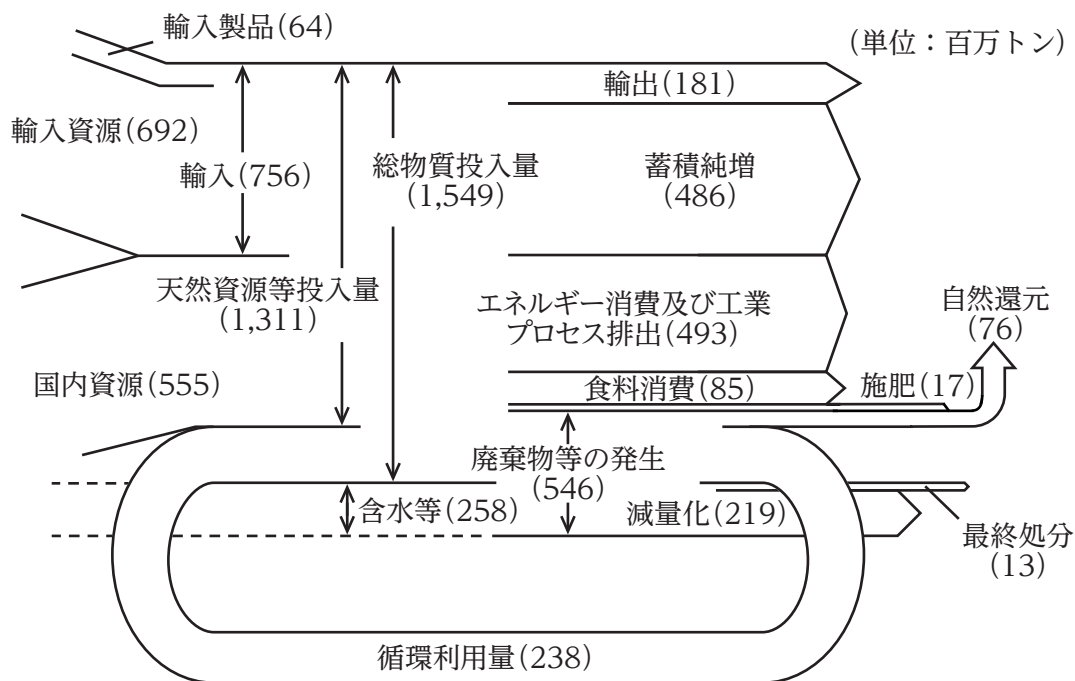 輸入製品(64)
(単位：百万トン)
輸出(181)
輸入資源(692)
輸入(756)
総物質投入量
(1,549)
蓄積純増
(486)
天然資源等投入量
(1,311)
エネルギー消費及び工業
プロセス排出(493)
自然還元
(76)
国内資源(555)
食料消費(85)
施肥(17)
廃棄物等の発生
(546)
含水等(258)
減量化(219)
最終処分
(13)
循環利用量(238)